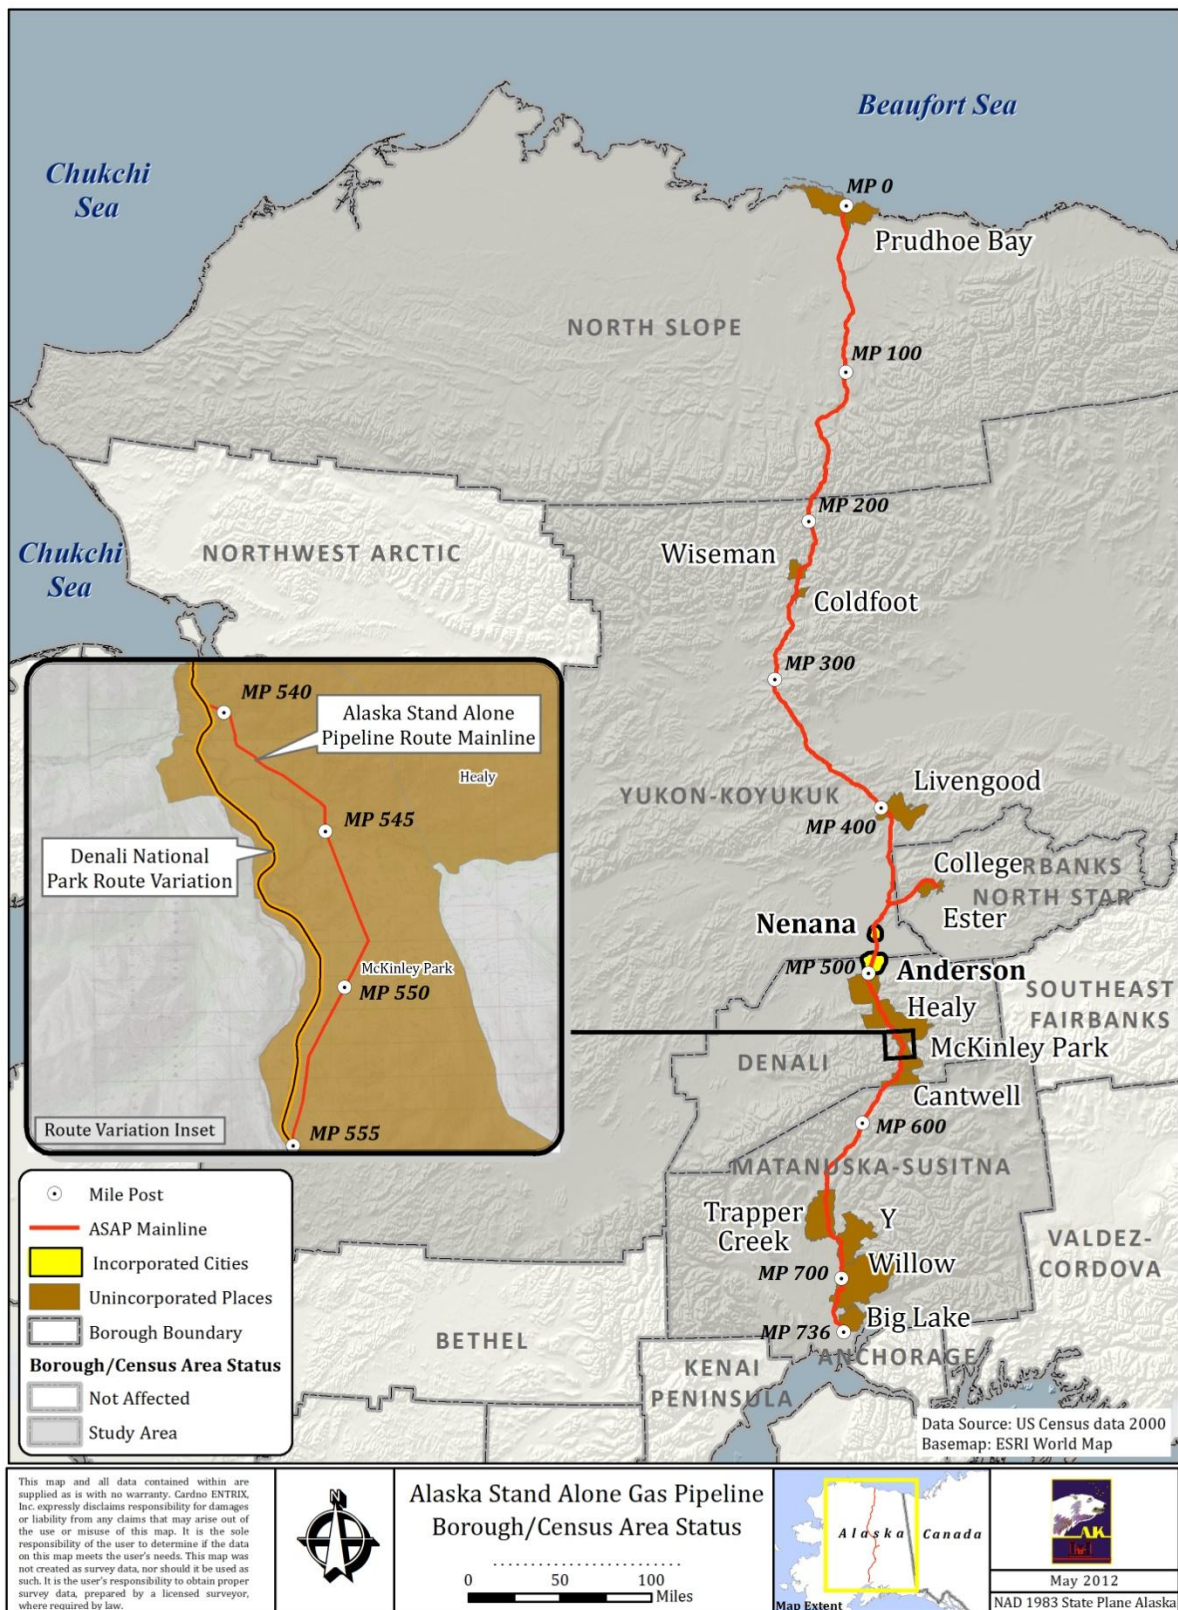 Beaufort Sea
Chukchi
Sea
MP 0
Prudhoe Bay
NORTH SLOPE
MP 100
MP 200
Chukchi
Sea
NORTHWEST ARCTIC
Wiseman
Coldfoot
MP 300
MP 540
Alaska Stand Alone
Pipeline Route Mainline
Healy
MP 545
Denali National
Park Route Variation
McKinley Park
MP 550
Route Variation Inset
MP 555
Livengood
YUKON-KOYUKUK
MP 400
College
RBANKS
NORTH STAR
Ester
Nenana
MP 500
Anderson
SOUTHEAST
FAIRBANKS
Healy
McKinley Park
DENALI
Cantwell
MP 600
MATANUSKA-SUSITNA
Trapper
Creek
Y
Willow
VALDEZ-
CORDOVA
MP 700
Big Lake
MP 736
ANCHORAGE
BETHEL
KENAI
PENINSULA
Mile Post
ASAP Mainline
Incorporated Cities
Unincorporated Places
Borough Boundary
Borough/Census Area Status
Not Affected
Study Area
Data Source: US Census data 2000
Basemap: ESRI World Map
This map and all data contained within are
supplied as is with no warranty. Cardno ENTRIX,
Inc. expressly disclaims responsibility for damages
or liability from any claims that may arise out of
the use or misuse of this map. It is the sole
responsibility of the user to determine if the data
on this map meets the user's needs. This map was
not created as survey data, nor should it be used as
such. It is the user's responsibility to obtain proper
survey data, prepared by a licensed surveyor,
where required by law.
N
Alaska Stand Alone Gas Pipeline
Borough/Census Area Status
0 50 100
Miles
Alaska
Canada
Map Extent
AK
May 2012
NAD 1983 State Plane Alaska